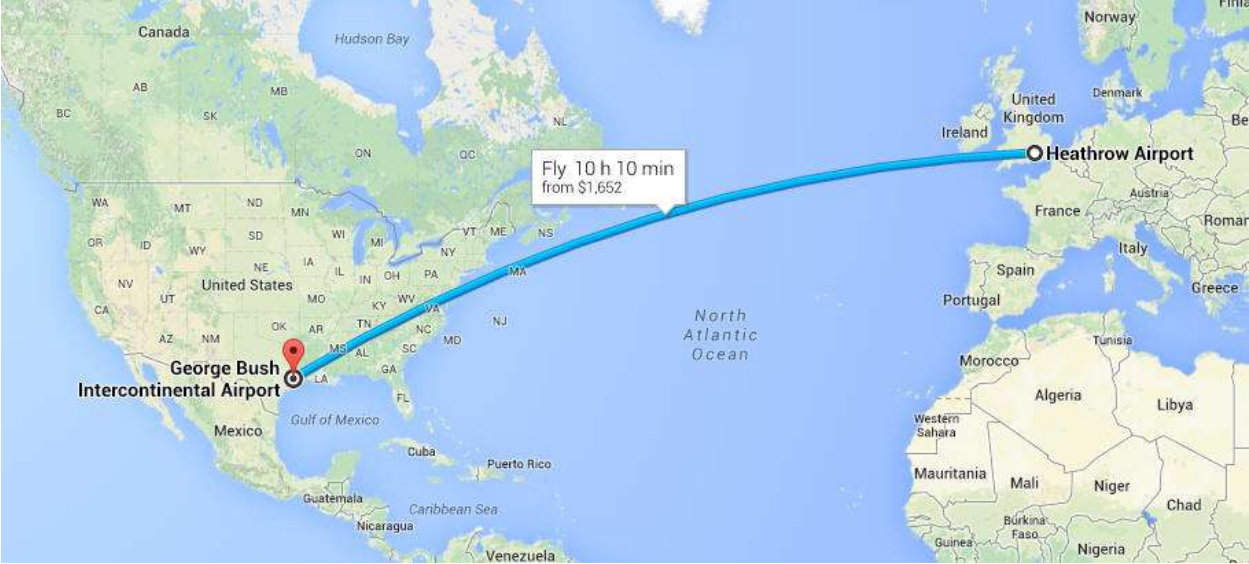 Canada
Hudson Bay
Norway
AB
MB
BC
SK
NL
ON
QC
Denmark
United
Kingdom
Ireland
Heathrow Airport
Fly 10 h 10 min
from $1,652
WA
MT
ND
MN
OR
ID
WY
SD
WI
MI
VT
ME
NS
NY
France
Austria
Italy
Spain
Portugal
Greece
NV
UT
CA
United States
NE
IA
IL
IN
OH
PA
MA
MO
KY
WV
VA
NJ
MD
AZ
NM
OK
AR
TN
NC
SC
MS
AL
GA
LA
FL
North
Atlantic
Ocean
George Bush
Intercontinental Airport
Gulf of Mexico
Mexico
Cuba
Puerto Rico
Guatemala
Caribbean Sea
Nicaragua
Venezuela
Morocco
Tunisia
Algeria
Libya
Western
Sahara
Mauritania
Mali
Niger
Chad
Burkina
Faso
Guinea
Nigeria
Roman
Be